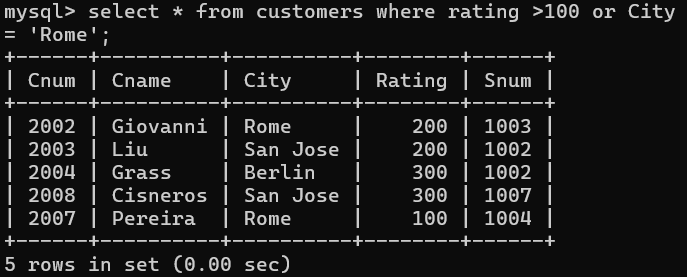 mysql> select * from customers where rating >100 or City
= 'Rome';
+------+----------+----------+--------+------+
| Cnum | Cname    | City     | Rating | Snum |
+------+----------+----------+--------+------+
| 2002 | Giovanni | Rome     |    200 | 1003 |
| 2003 | Liu      | San Jose |    200 | 1002 |
| 2004 | Grass    | Berlin   |    300 | 1002 |
| 2008 | Cisneros | San Jose |    300 | 1007 |
| 2007 | Pereira  | Rome     |    100 | 1004 |
+------+----------+----------+--------+------+
5 rows in set (0.00 sec)